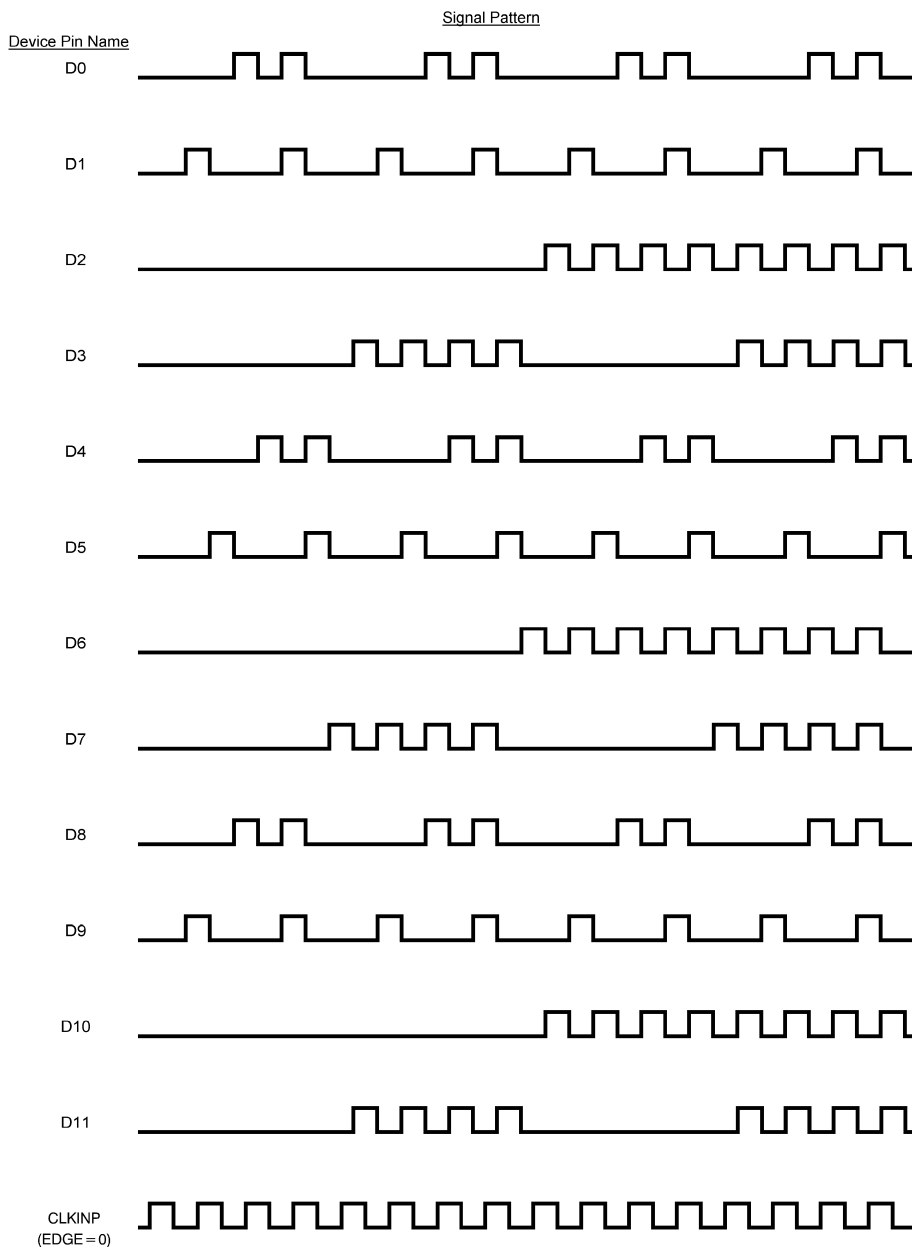 Signal Pattern
Device Pin Name
D0
D1
D2
D3
D4
D5
D6
D7
D8
D9
D10
D11
CLKINP
(EDGE = 0)